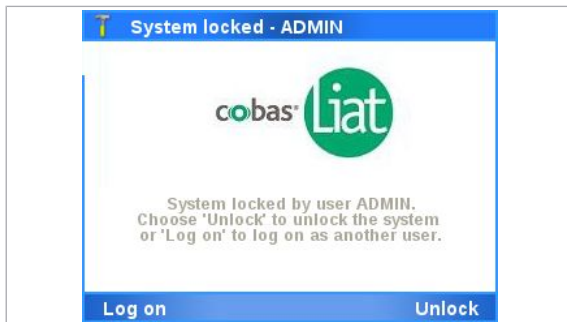 System locked - ADMIN
cobas® Liat
System locked by user ADMIN.
Choose 'Unlock' to unlock the system
or 'Log on' to log on as another user.
Log on Unlock